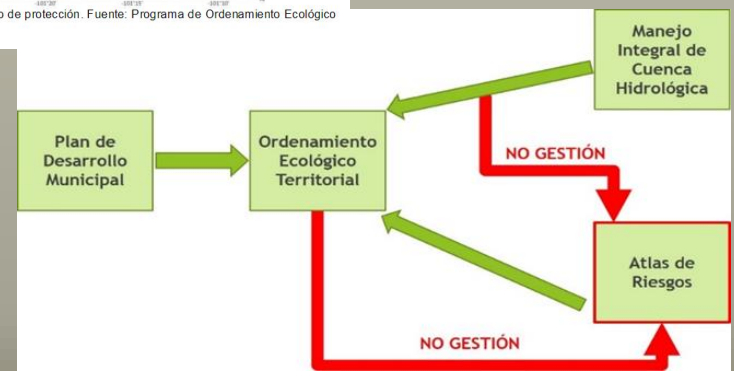 o de protección. Fuente: Programa de Ordenamiento Ecológico
Manejo
Integral de
Cuenca
Hidrológica
Plan de
Desarrollo
Municipal
Ordenamiento
Ecológico
Territorial
NO GESTIÓN
Atlas de
Riesgos
NO GESTIÓN